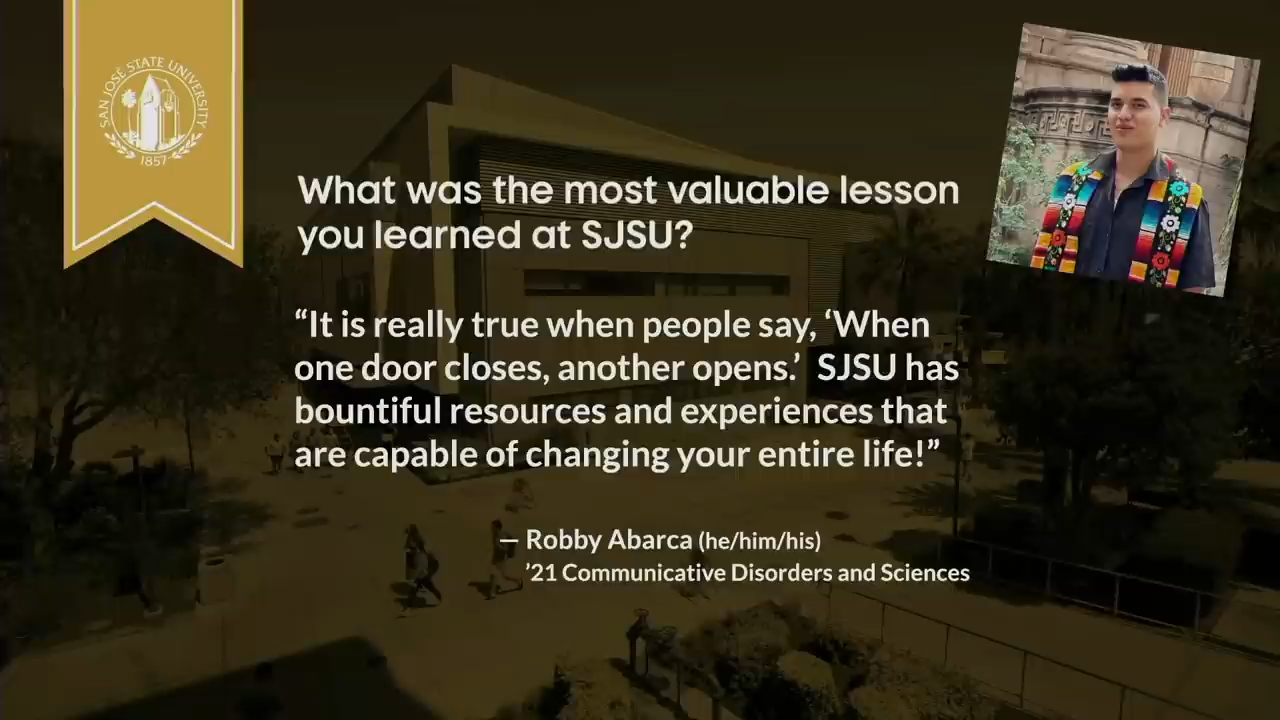 SAN JOSÉ STATE UNIVERSITY
1857
What was the most valuable lesson
you learned at SJSU?
“It is really true when people say, ‘When
one door closes, another opens.’ SJSU has
bountiful resources and experiences that
are capable of changing your entire life!”
— Robby Abarca (he/him/his)
’21 Communicative Disorders and Sciences